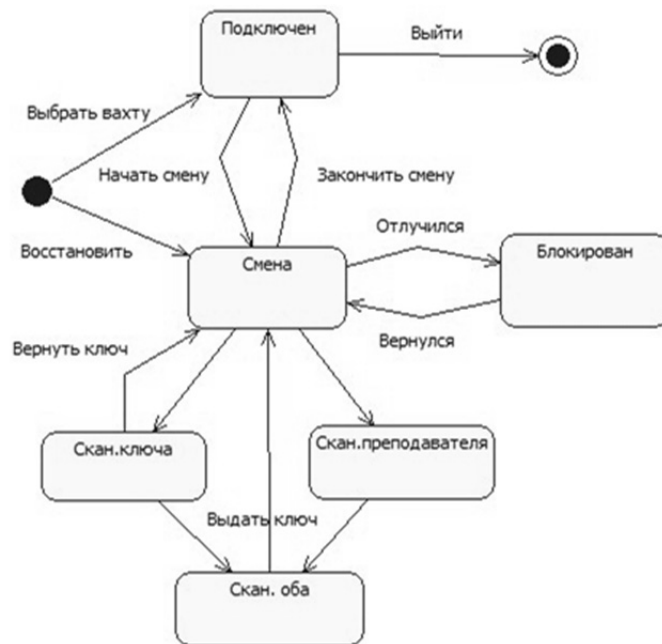 Подключен
Выйти
Выбрать вахту
Начать смену
Закончить смену
Восстановить
Отлучился
Смена
Блокирован
Вернуть ключ
Вернулся
Скан.ключа
Скан.преподавателя
Выдать ключ
Скан. оба